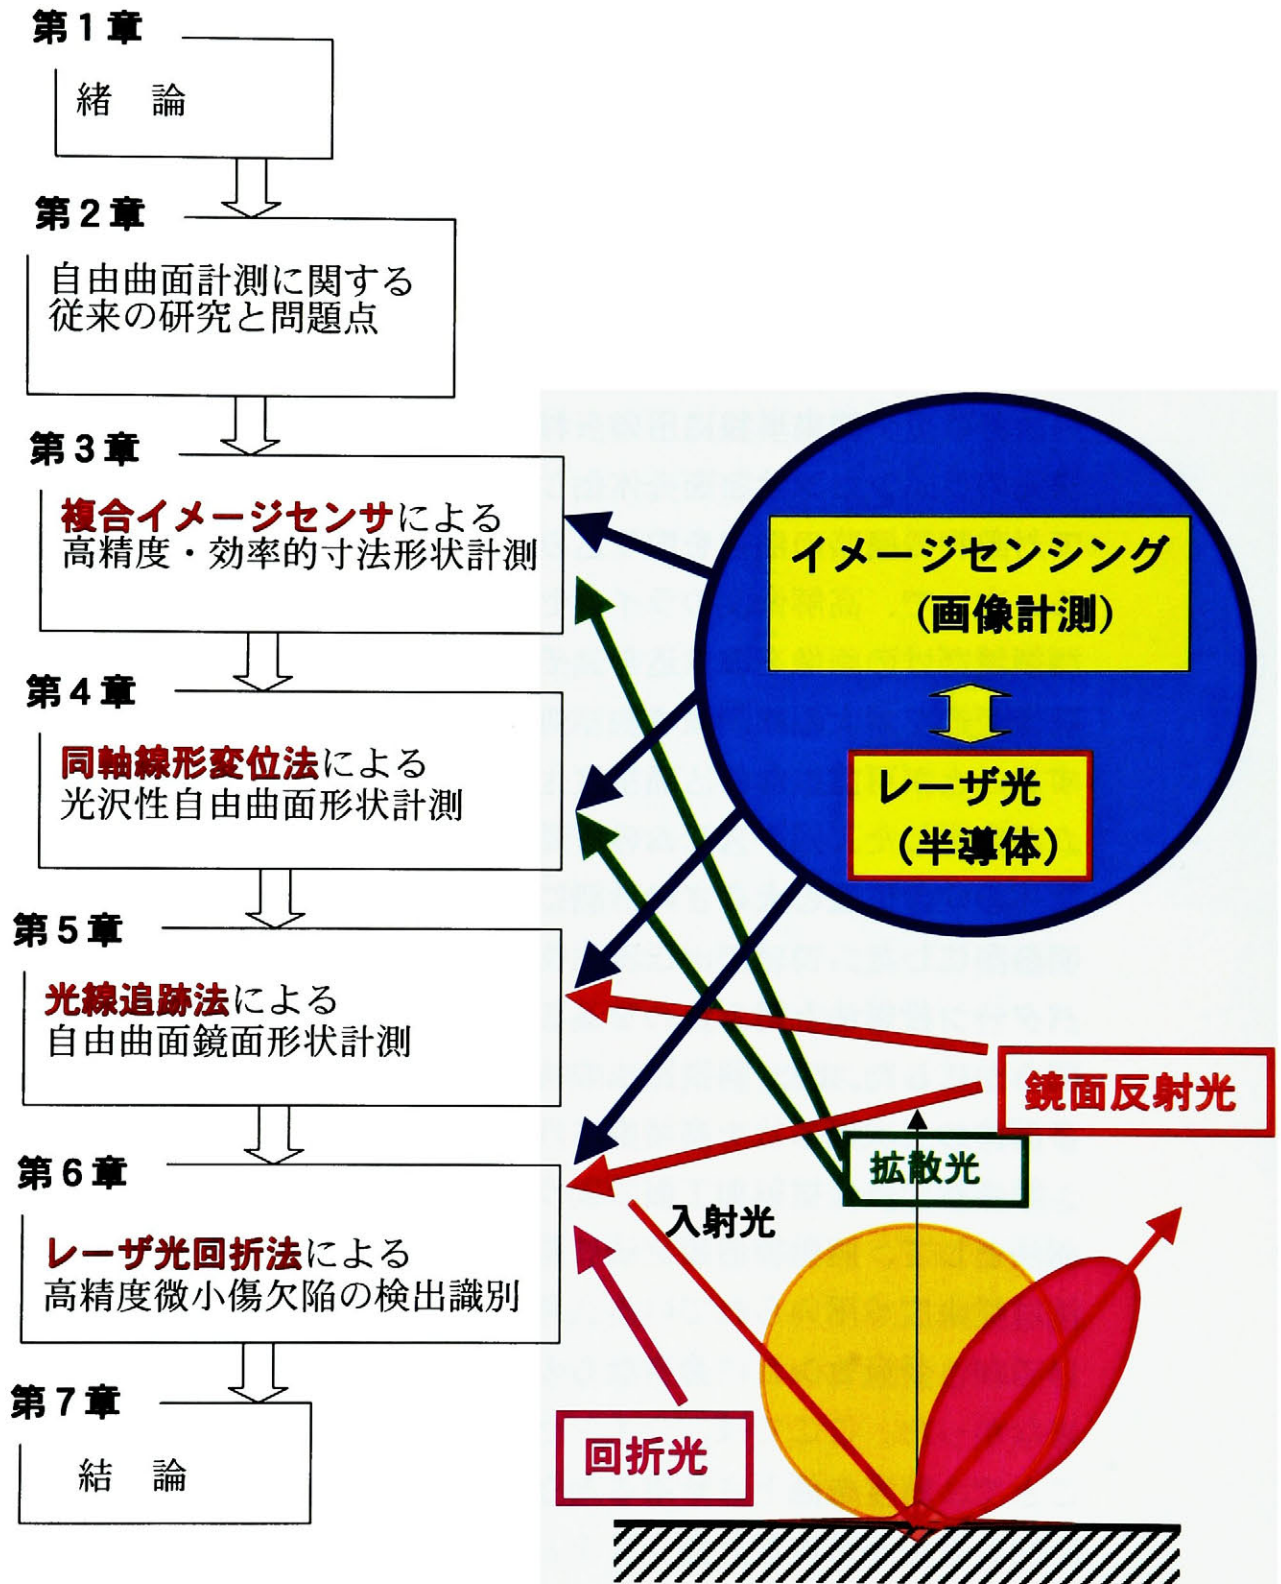 第1章
緒　論
第2章
自由曲面計測に関する
従来の研究と問題点
第3章
複合イメージセンサによる
高精度・効率的寸法形状計測
第4章
同軸線形変位法による
光沢性自由曲面形状計測
第5章
光線追跡法による
自由曲面鏡面形状計測
第6章
レーザ光回折法による
高精度微小傷欠陥の検出識別
第7章
結　論
イメージセンシング
(画像計測)
レーザ光
(半導体)
鏡面反射光
拡散光
入射光
回折光